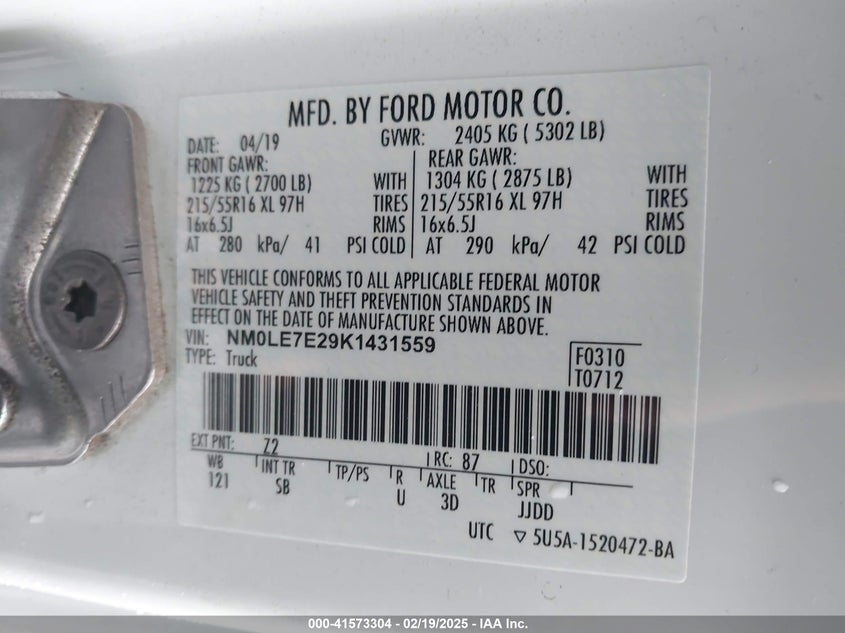 MFD. BY FORD MOTOR CO.
DATE: 04/19 GVWR: 2405 KG ( 5302 LB)
FRONT GAWR: REAR GAWR:
1225 KG ( 2700 LB) WITH 1304 KG ( 2875 LB) WITH
215/55R16 XL 97H TIRES 215/55R16 XL 97H TIRES
16x6.5J RIMS 16x6.5J RIMS
AT 280 kPa/ 41 PSI COLD AT 290 kPa/ 42 PSI COLD
THIS VEHICLE CONFORMS TO ALL APPLICABLE FEDERAL MOTOR
VEHICLE SAFETY AND THEFT PREVENTION STANDARDS IN
EFFECT ON THE DATE OF MANUFACTURE SHOWN ABOVE.
VIN: NM0LE7E29K1431559
TYPE: Truck F0310
T0712
EXT PNT: Z2 RC: 87 DSO:
WB INT TR TP/PS R AXLE TR SPR
121 SB U 3D JJDD
UTC ▽ 5U5A-1520472-BA
000-41573304 - 02/19/2025 - IAA Inc.